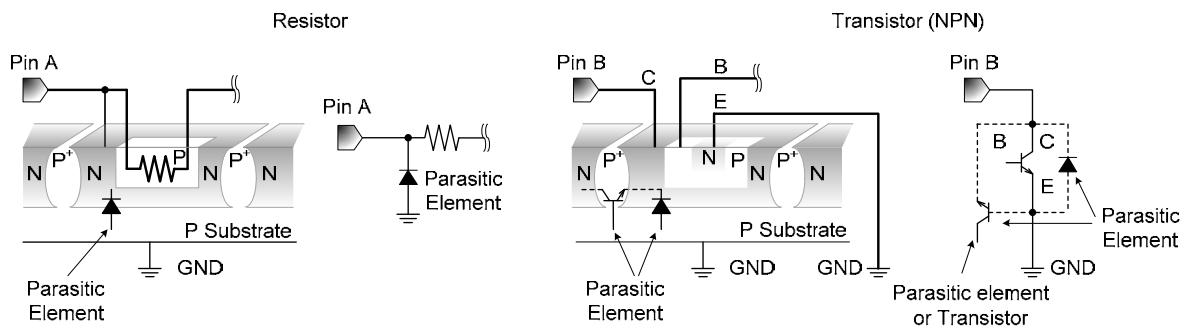 Resistor
Transistor (NPN)
Pin A
Pin A
N
P+
N
P
P+
N
Parasitic
Element
P Substrate
GND
Parasitic
Element
Pin B
C
B
E
N
P+
N
N
P
P+
N
P Substrate
GND
GND
Parasitic
Element
Pin B
B
C
E
Parasitic
Element
GND
Parasitic element
or Transistor